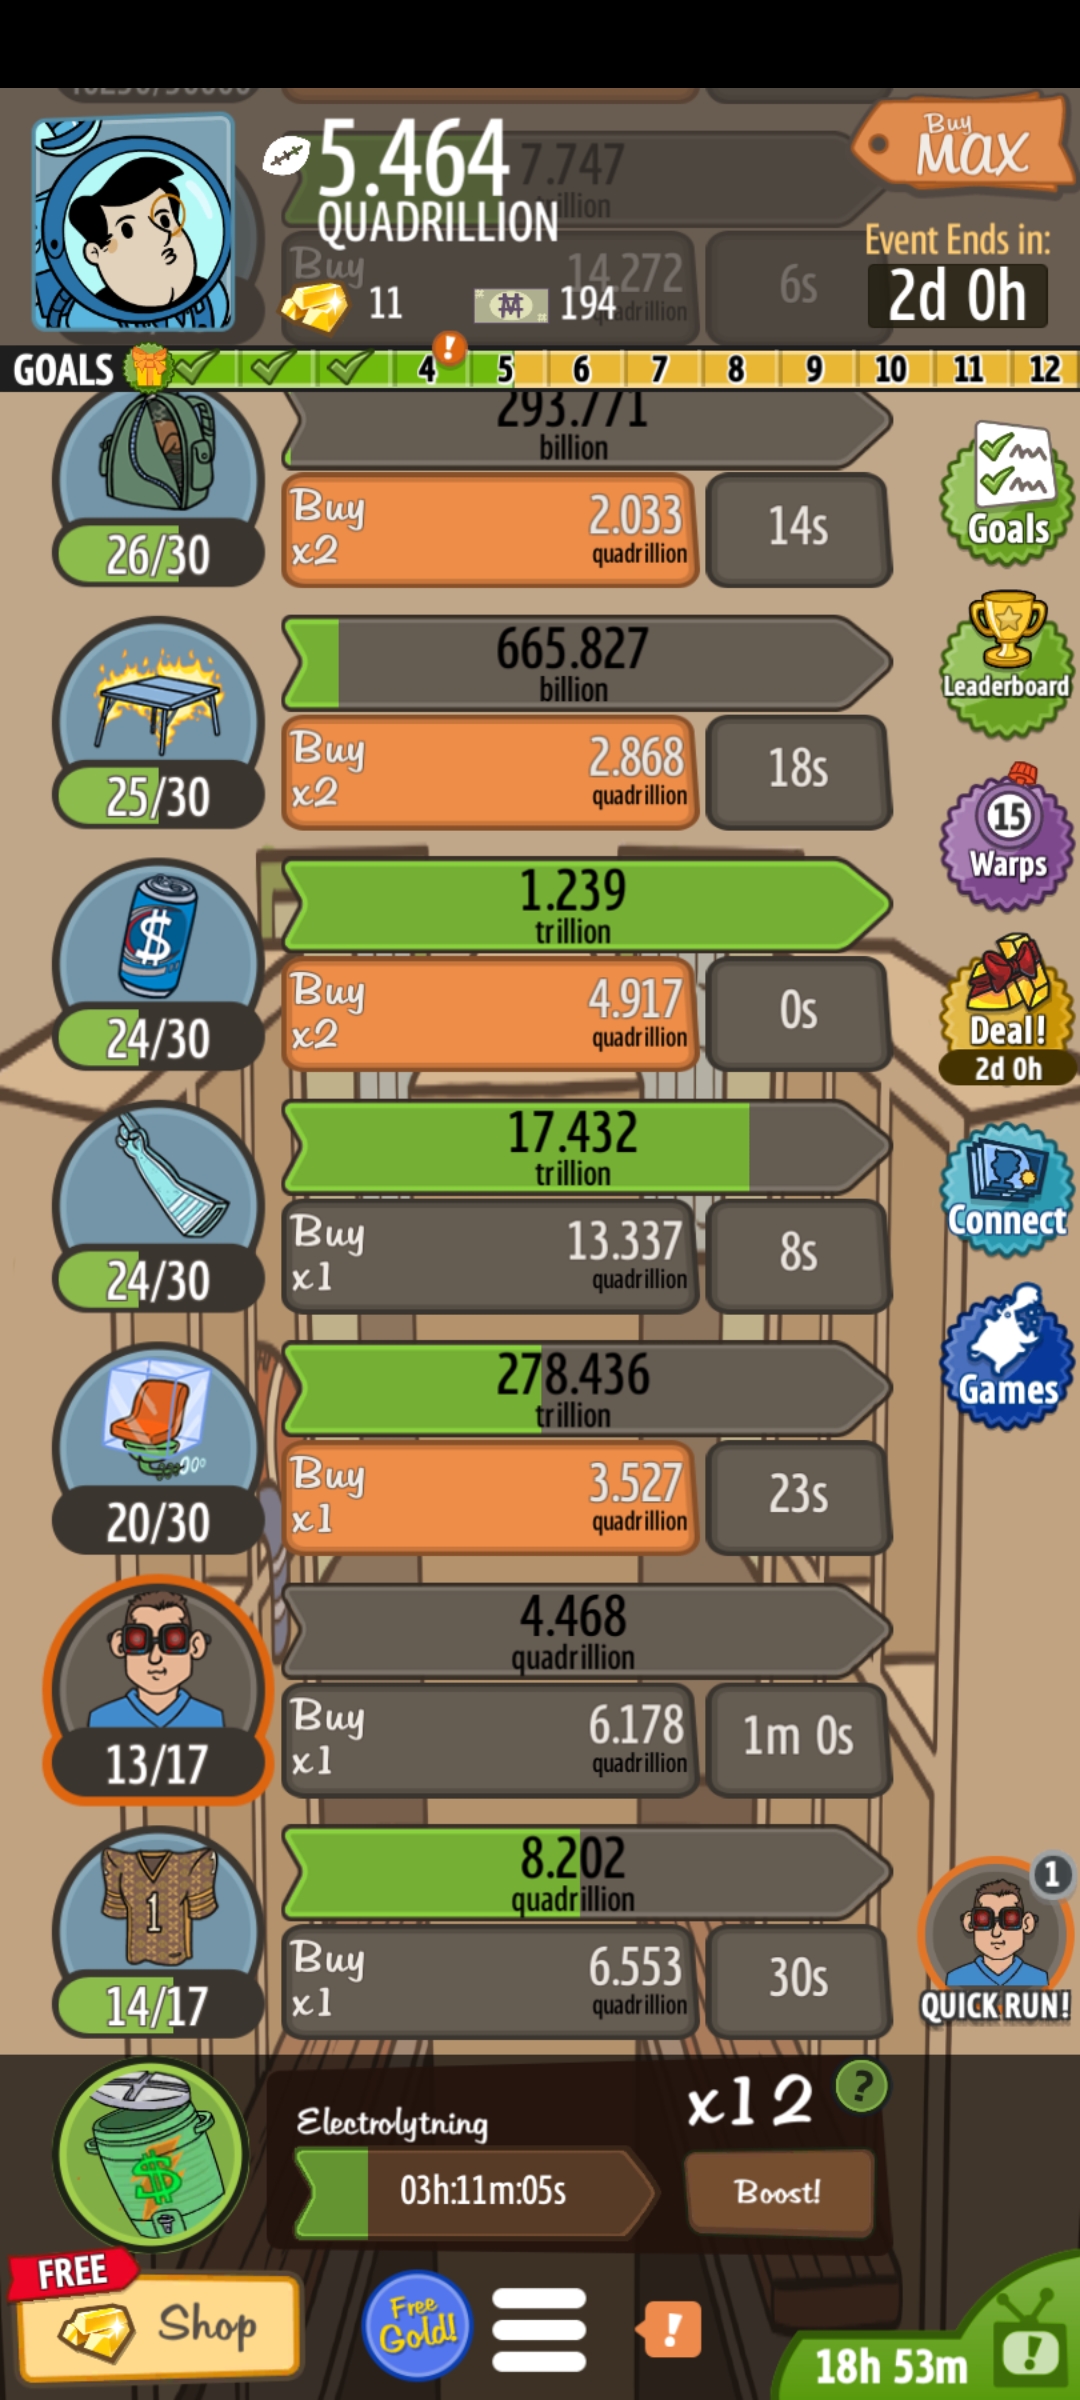 5.464
QUADRILLION
7.747
Buy
MAX
Buy
14.272
6s
Event Ends in:
2d 0h
11
194
GOALS
4
!
5
6
7
8
9
10
11
12
293.771
billion
26/30
Buy
x2
2.033
quadrillion
14s
Goals
665.827
billion
25/30
Buy
x2
2.868
quadrillion
18s
Leaderboard
15
Warps
1.239
trillion
$
24/30
Buy
x2
4.917
quadrillion
0s
Deal!
2d 0h
17.432
trillion
24/30
Buy
x1
13.337
quadrillion
8s
Connect
278.436
trillion
20/30
Buy
x1
3.527
quadrillion
23s
Games
4.468
quadrillion
13/17
Buy
x1
6.178
quadrillion
1m 0s
8.202
quadrillion
1
14/17
Buy
x1
6.553
quadrillion
30s
1
QUICK RUN!
$
Electrolytning
03h:11m:05s
x12
?
Boost!
FREE
Shop
Free
Gold!
!
18h 53m
!